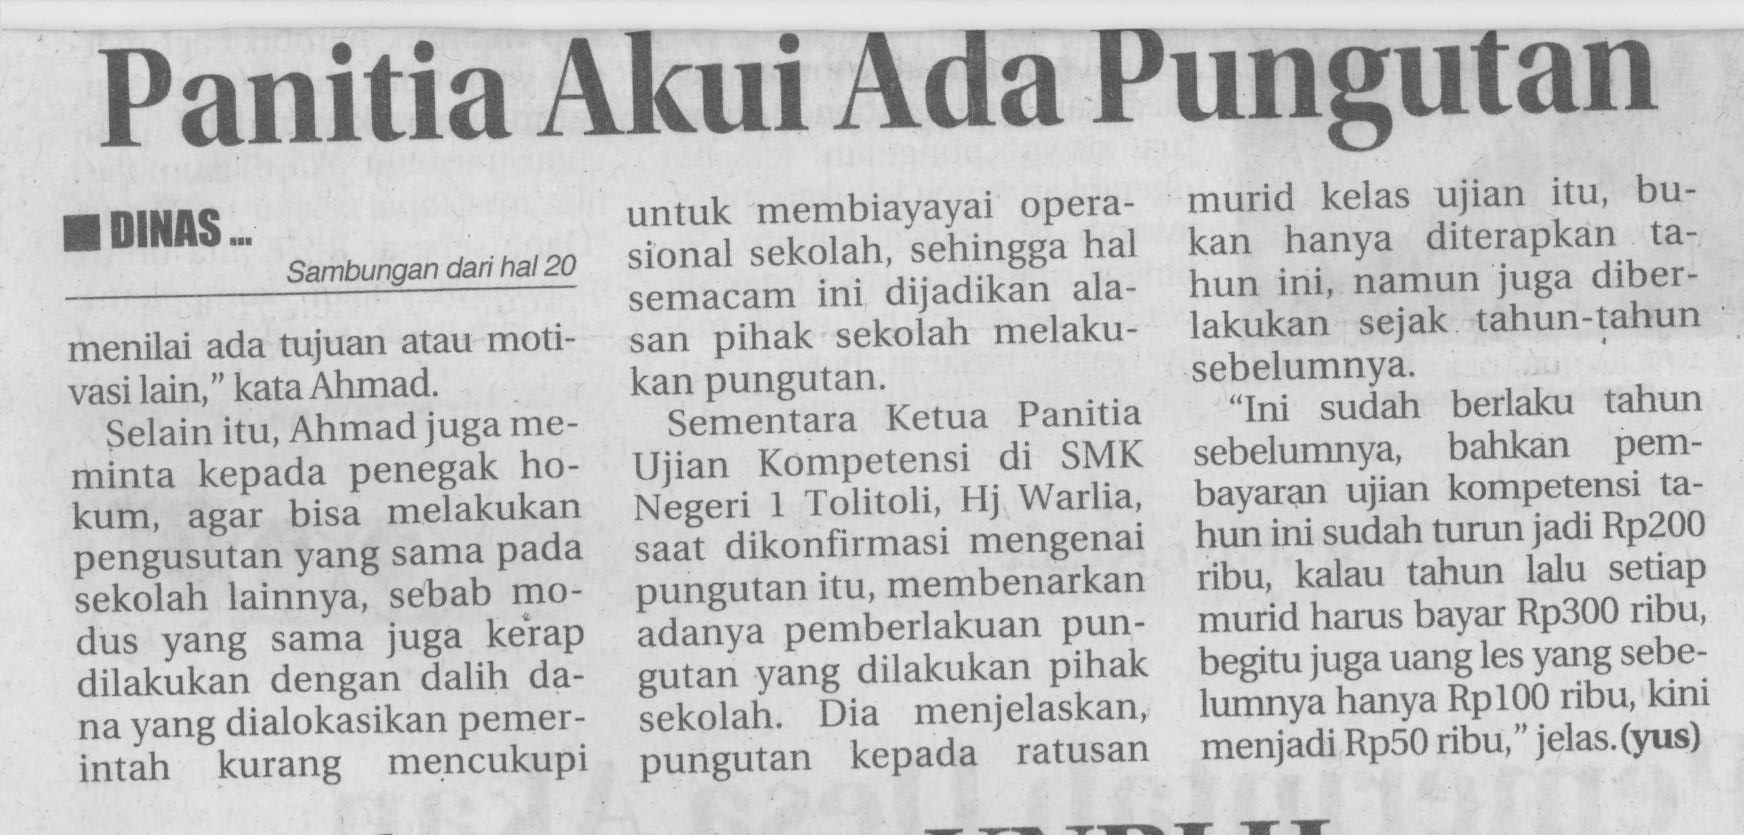 Panitia Akui Ada Pungutan
■ DINAS ...
Sambungan dari hal 20
menilai ada tujuan atau moti-
vasi lain,” kata Ahmad.
Selain itu, Ahmad juga me-
minta kepada penegak ho-
kum, agar bisa melakukan
pengusutan yang sama pada
sekolah lainnya, sebab mo-
dus yang sama juga kerap
dilakukan dengan dalih da-
na yang dialokasikan pemer-
intah kurang mencukupi
untuk membiayayai opera-
sional sekolah, sehingga hal
semacam ini dijadikan ala-
san pihak sekolah melaku-
kan pungutan.
Sementara Ketua Panitia
Ujian Kompetensi di SMK
Negeri 1 Tolitoli, Hj Warlia,
saat dikonfirmasi mengenai
pungutan itu, membenarkan
adanya pemberlakuan pun-
gutan yang dilakukan pihak
sekolah. Dia menjelaskan,
pungutan kepada ratusan
murid kelas ujian itu, bu-
kan hanya diterapkan ta-
hun ini, namun juga diber-
lakukan sejak tahun-tahun
sebelumnya.
“Ini sudah berlaku tahun
sebelumnya, bahkan pem-
bayaran ujian kompetensi ta-
hun ini sudah turun jadi Rp200
ribu, kalau tahun lalu setiap
murid harus bayar Rp300 ribu,
begitu juga uang les yang sebe-
lumnya hanya Rp100 ribu, kini
menjadi Rp50 ribu,” jelas.(yus)